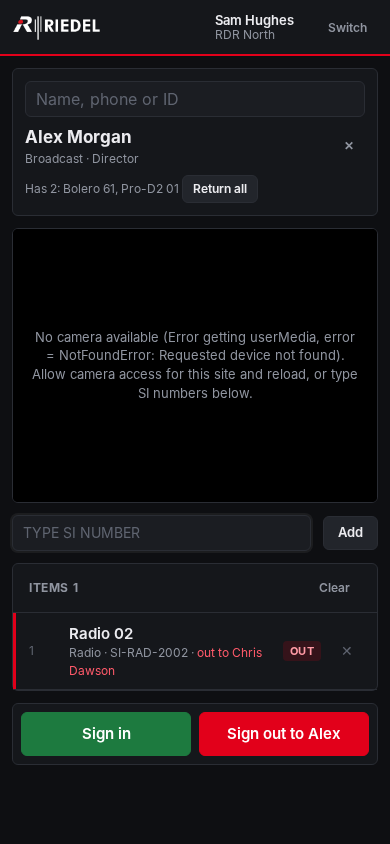 RIEDEL
Sam Hughes
RDR North
Switch
Name, phone or ID
Alex Morgan
Broadcast · Director
×
Has 2: Bolero 61, Pro-D2 01
Return all
No camera available (Error getting userMedia, error
= NotFoundError: Requested device not found).
Allow camera access for this site and reload, or type
SI numbers below.
TYPE SI NUMBER
Add
ITEMS 1
Clear
1
Radio 02
Radio · SI-RAD-2002 · out to Chris
Dawson
OUT
×
Sign in
Sign out to Alex